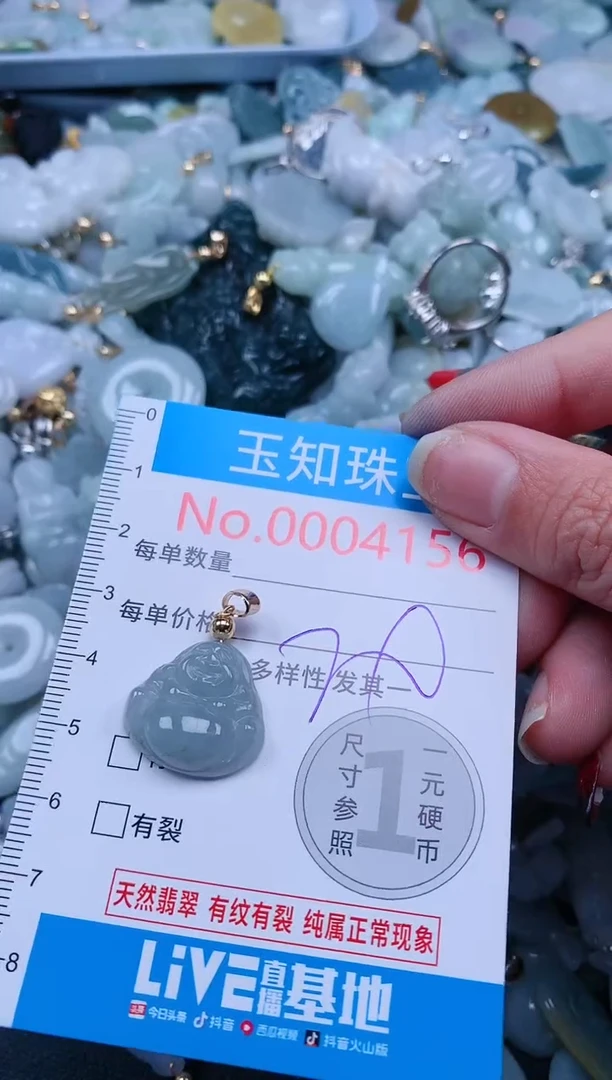 0
玉知珠
1
No.0004156
2
每单数量
3
每单价格
4
多样性发其一
5
尺寸参照
1
一元硬币
6
有裂
7
天然翡翠 有纹有裂 纯属正常现象
8
LiVE直播基地
今日头条 抖音 西瓜视频 抖音火山版